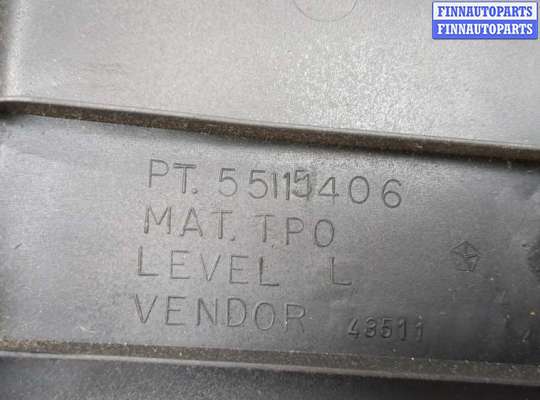 FINNAUTOPARTS
FINNAUTOPARTS
PT. 55115406
MAT. TPO
LEVEL L
VENDOR 43511